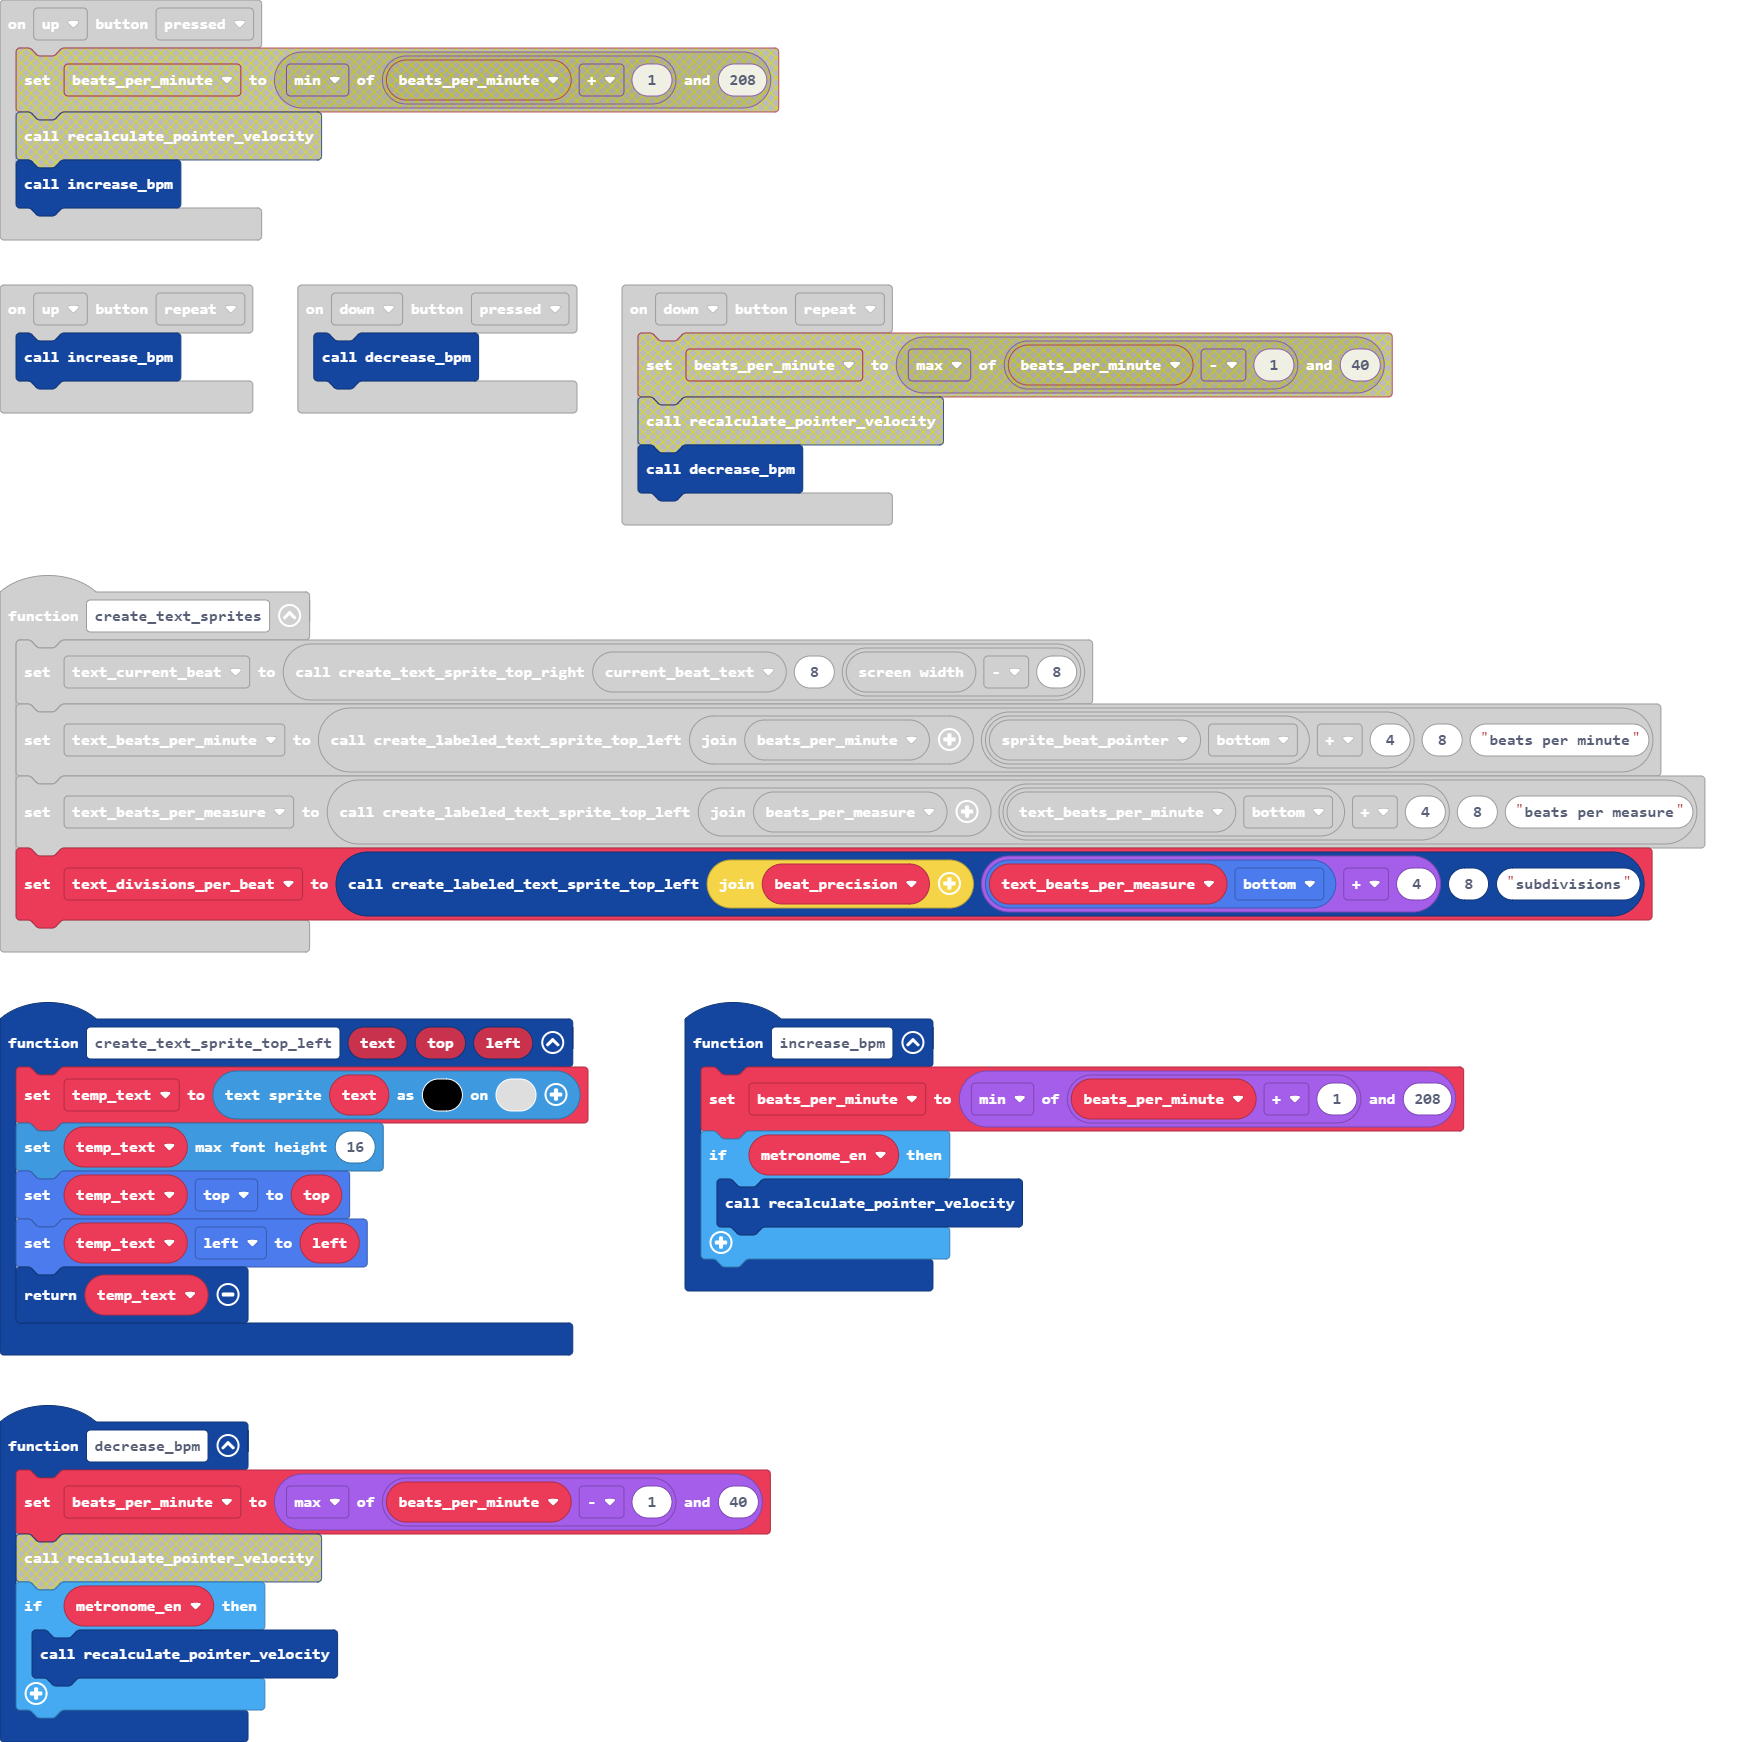 on up button pressed
set beats_per_minute to min of beats_per_minute + 1 and 208
call recalculate_pointer_velocity
call increase_bpm
on up button repeat
call increase_bpm
on down button pressed
call decrease_bpm
on down button repeat
set beats_per_minute to max of beats_per_minute - 1 and 40
call recalculate_pointer_velocity
call decrease_bpm
function create_text_sprites
set text_current_beat to call create_text_sprite_top_right current_beat_text 8 screen width - 8
set text_beats_per_minute to call create_labeled_text_sprite_top_left join beats_per_minute sprite_beat_pointer bottom + 4 8 "beats per minute"
set text_beats_per_measure to call create_labeled_text_sprite_top_left join beats_per_measure text_beats_per_minute bottom + 4 8 "beats per measure"
set text_divisions_per_beat to call create_labeled_text_sprite_top_left join beat_precision text_beats_per_measure bottom + 4 8 "subdivisions"
function create_text_sprite_top_left text top left
set temp_text to text sprite text as on
set temp_text max font height 16
set temp_text top to top
set temp_text left to left
return temp_text
function increase_bpm
set beats_per_minute to min of beats_per_minute + 1 and 208
if metronome_en then
call recalculate_pointer_velocity
function decrease_bpm
set beats_per_minute to max of beats_per_minute - 1 and 40
call recalculate_pointer_velocity
if metronome_en then
call recalculate_pointer_velocity